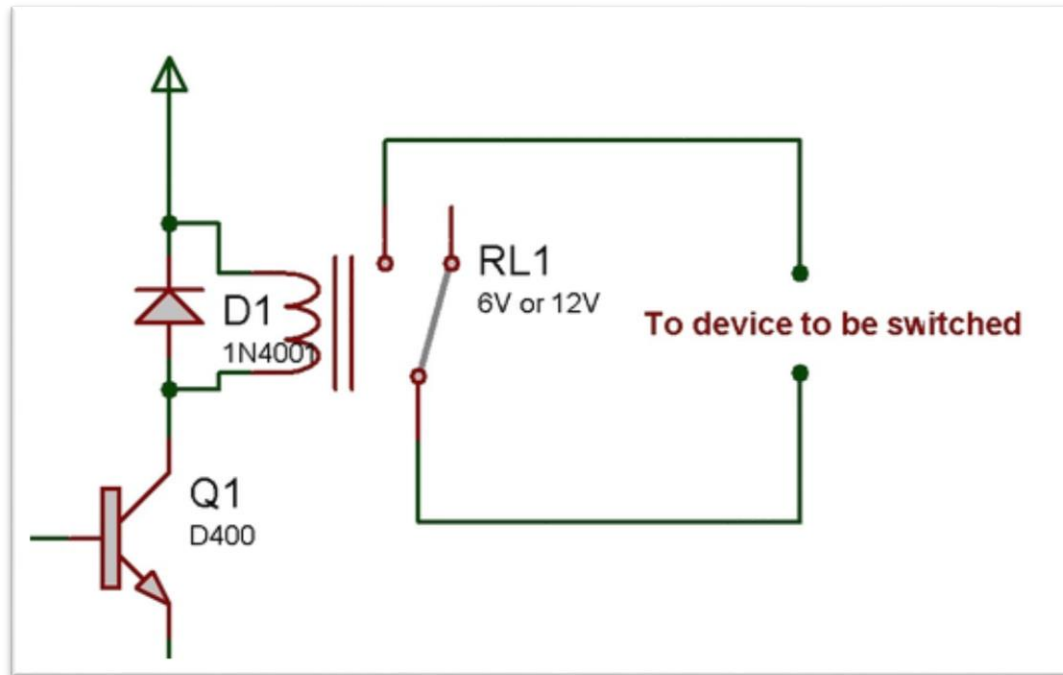 RL1
6V or 12V
D1
1N4001
To device to be switched
Q1
D400